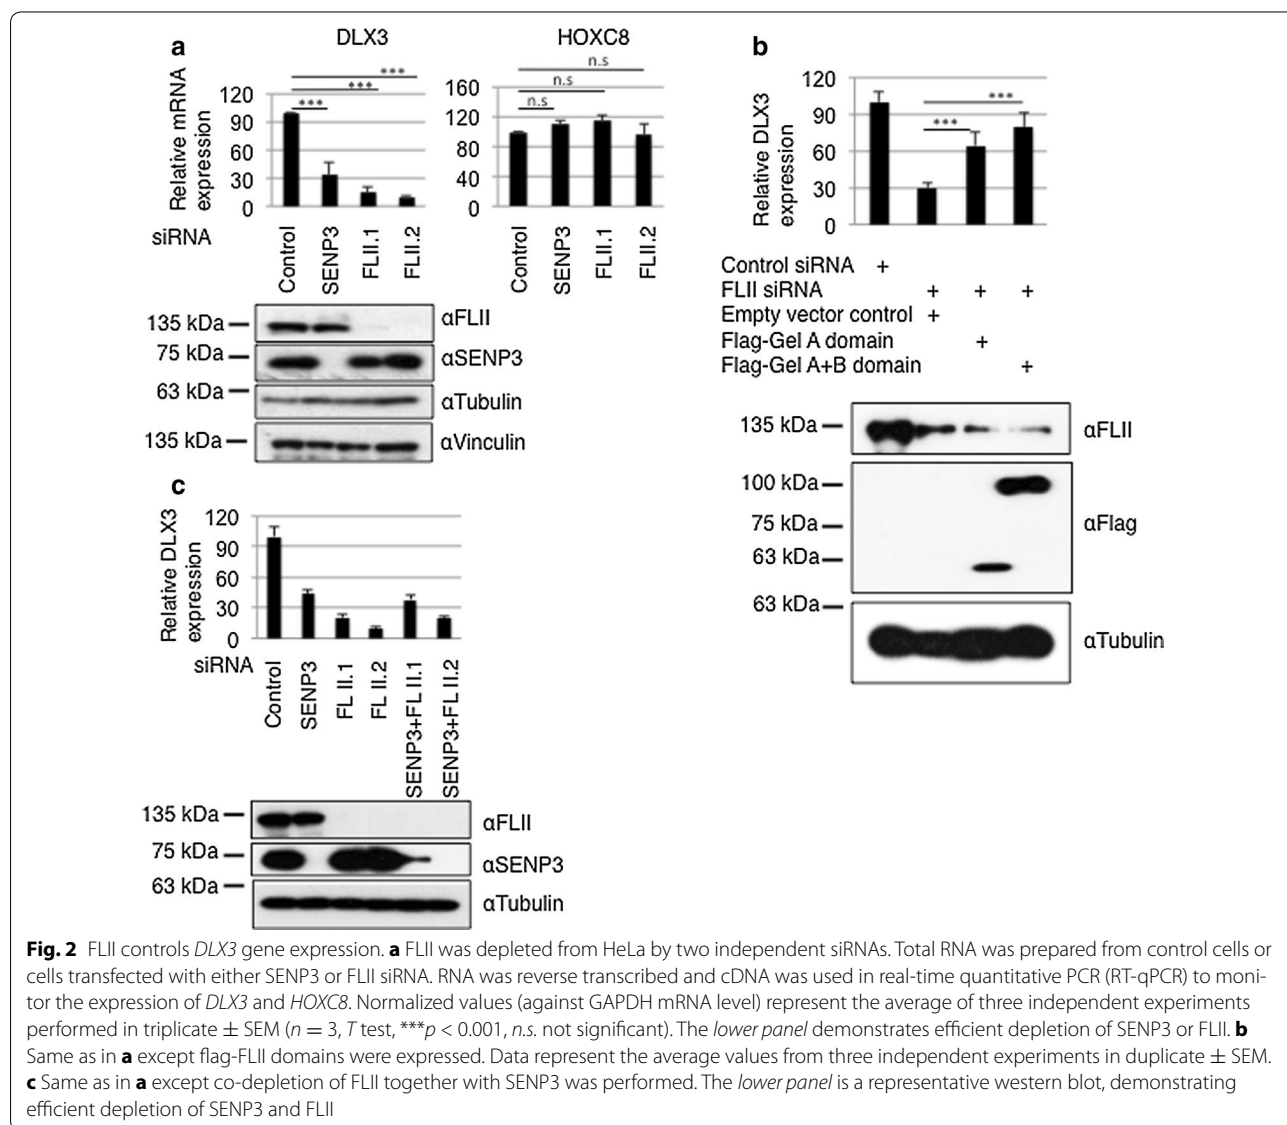 a
DLX3
HOXC8
Relative mRNA
expression
120
90
60
30
0
***
***
***
160
120
80
40
0
n.s
n.s
n.s
siRNA
Control
SENP3
FLII.1
FLII.2
Control
SENP3
FLII.1
FLII.2
135 kDa
αFLII
75 kDa
αSENP3
63 kDa
αTubulin
135 kDa
αVinculin
b
Relative DLX3
expression
120
90
60
30
0
***
***
Control siRNA +
FLII siRNA + + +
Empty vector control +
Flag-Gel A domain +
Flag-Gel A+B domain +
135 kDa
αFLII
100 kDa
75 kDa
αFlag
63 kDa
63 kDa
αTubulin
c
Relative DLX3
expression
120
90
60
30
0
siRNA
Control
SENP3
FL II.1
FL II.2
SENP3+FL II.1
SENP3+FL II.2
135 kDa
αFLII
75 kDa
αSENP3
63 kDa
αTubulin
Fig. 2 FLII controls DLX3 gene expression. a FLII was depleted from HeLa by two independent siRNAs. Total RNA was prepared from control cells or
cells transfected with either SENP3 or FLII siRNA. RNA was reverse transcribed and cDNA was used in real-time quantitative PCR (RT-qPCR) to moni-
tor the expression of DLX3 and HOXC8. Normalized values (against GAPDH mRNA level) represent the average of three independent experiments
performed in triplicate ± SEM (n = 3, T test, ***p < 0.001, n.s. not significant). The lower panel demonstrates efficient depletion of SENP3 or FLII. b
Same as in a except flag-FLII domains were expressed. Data represent the average values from three independent experiments in duplicate ± SEM.
c Same as in a except co-depletion of FLII together with SENP3 was performed. The lower panel is a representative western blot, demonstrating
efficient depletion of SENP3 and FLII